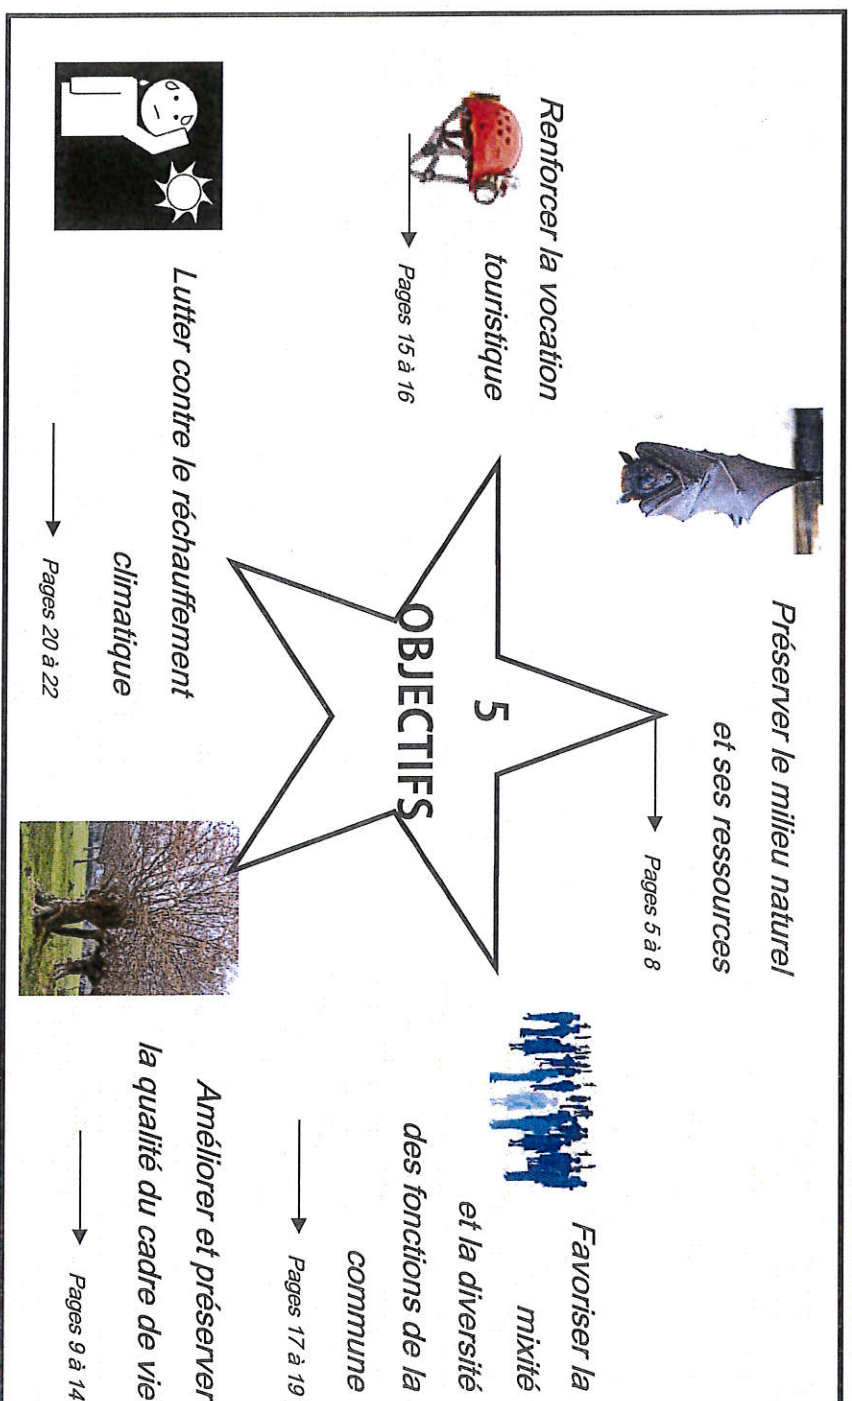 Préserver le milieu naturel
et ses ressources
Pages 5 à 8
Renforcer la vocation
touristique
Pages 15 à 16
5
OBJECTIFS
Favoriser la
mixité
et la diversité
des fonctions de la
commune
Pages 17 à 19
Lutter contre le réchauffement
climatique
Pages 20 à 22
Améliorer et préserver
la qualité du cadre de vie
Pages 9 à 14